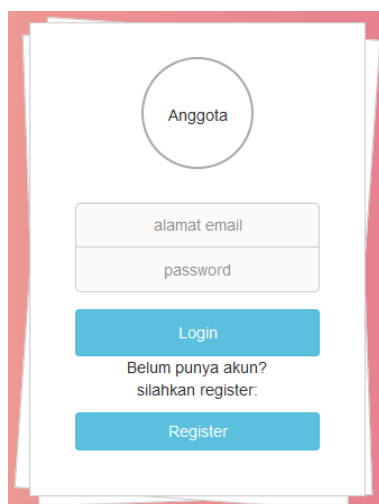 Anggota
alamat email
password
Login
Belum punya akun?
silahkan register:
Register